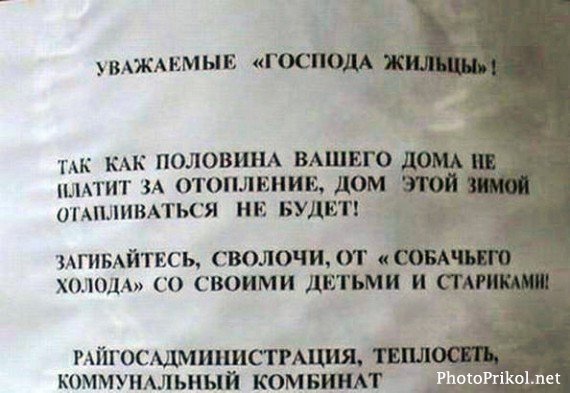 УВАЖАЕМЫЕ «ГОСПОДА ЖИЛЬЦЫ»!
ТАК КАК ПОЛОВИНА ВАШЕГО ДОМА НЕ
ПЛАТИТ ЗА ОТОПЛЕНИЕ, ДОМ ЭТОЙ ЗИМОЙ
ОТАПЛИВАТЬСЯ НЕ БУДЕТ!
ЗАГИБАЙТЕСЬ, СВОЛОЧИ, ОТ « СОБАЧЬЕГО
ХОЛОДА» СО СВОИМИ ДЕТЬМИ И СТАРИКАМИ!
РАЙГОСАДМИНИСТРАЦИЯ, ТЕПЛОСЕТЬ,
КОММУНАЛЬНЫЙ КОМБИНАТ
PhotoPrikol.net